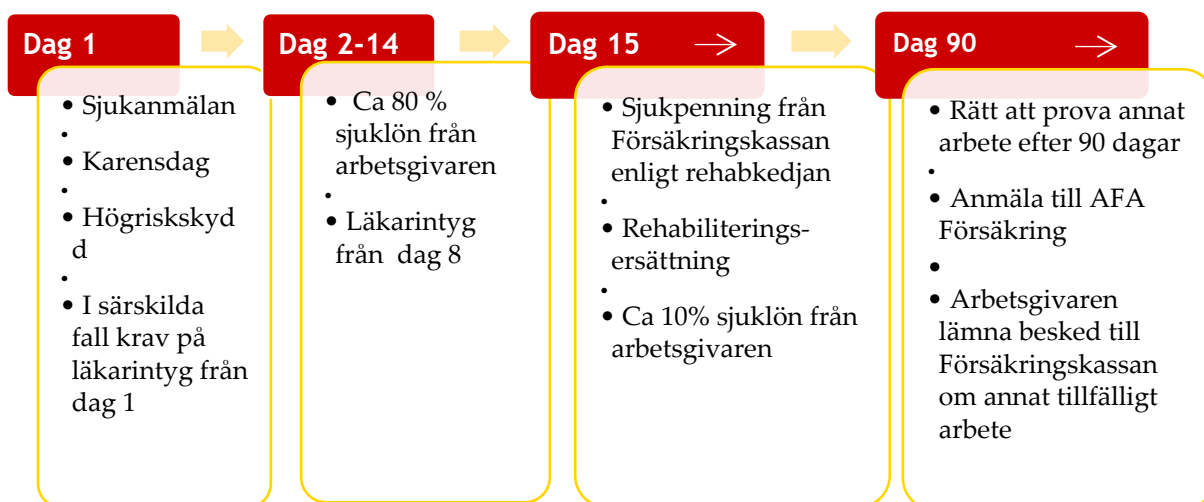 Dag 1
• Sjukanmälan
•
• Karensdag
•
• Högriskskyd
d
•
• I särskilda
fall krav på
läkarintyg från
dag 1
Dag 2-14
• Ca 80 %
sjuklön från
arbetsgivaren
•
• Läkarintyg
från dag 8
Dag 15
• Sjukpenning från
Försäkringskassan
enligt rehabkedjan
•
• Rehabiliterings-
ersättning
•
• Ca 10% sjuklön från
arbetsgivaren
Dag 90
• Rätt att prova annat
arbete efter 90 dagar
•
• Anmäla till AFA
Försäkring
•
• Arbetsgivaren
lämna besked till
Försäkringskassan
om annat tillfälligt
arbete